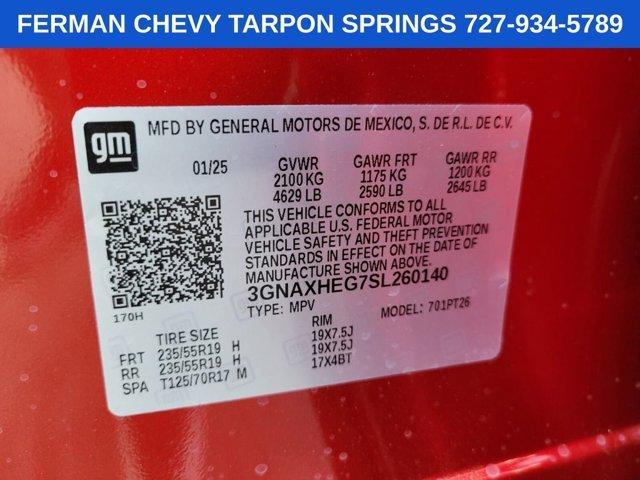 FERMAN CHEVY TARPON SPRINGS 727-934-5789
gm
MFD BY GENERAL MOTORS DE MEXICO, S. DE R.L. DE C.V.
01/25 GVWR GAWR FRT GAWR RR
2100 KG 1175 KG 1200 KG
4629 LB 2590 LB 2645 LB
THIS VEHICLE CONFORMS TO ALL
APPLICABLE U.S. FEDERAL MOTOR
VEHICLE SAFETY AND THEFT PREVENTION
STANDARDS IN EFFECT ON THE DATE OF
MANUFACTURE SHOWN ABOVE.
3GNAXHEG7SL260140
170H TYPE: MPV MODEL: 701PT26
TIRE SIZE RIM
FRT 235/55R19 H 19X7.5J
RR 235/55R19 H 19X7.5J
SPA T125/70R17 M 17X4BT